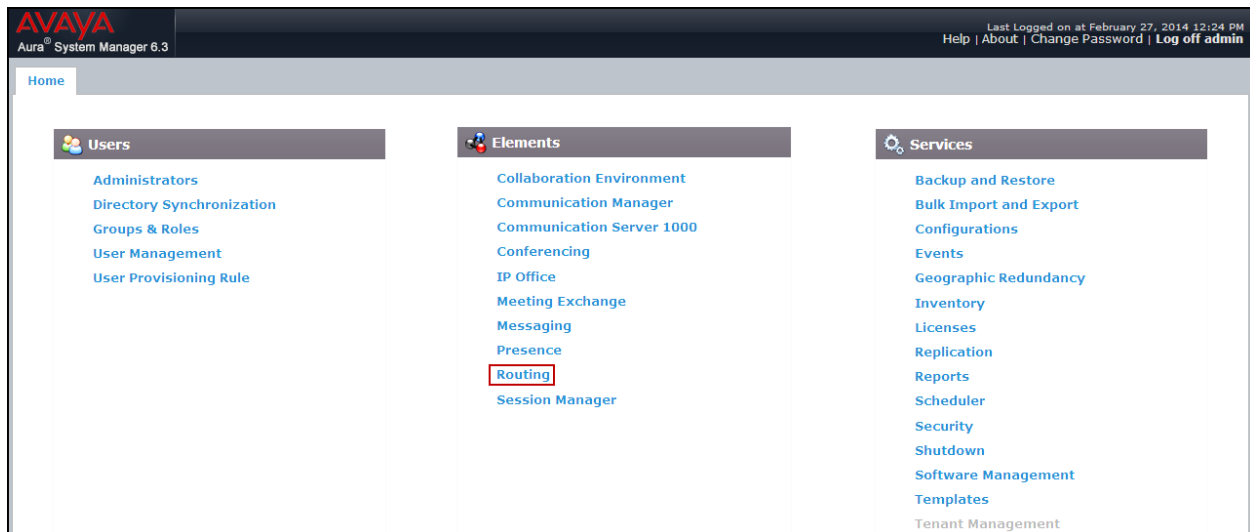 AVAYA
Aura® System Manager 6.3
Last Logged on at February 27, 2014 12:24 PM
Help | About | Change Password | Log off admin
Home
Users
Administrators
Directory Synchronization
Groups & Roles
User Management
User Provisioning Rule
Elements
Collaboration Environment
Communication Manager
Communication Server 1000
Conferencing
IP Office
Meeting Exchange
Messaging
Presence
Routing
Session Manager
Services
Backup and Restore
Bulk Import and Export
Configurations
Events
Geographic Redundancy
Inventory
Licenses
Replication
Reports
Scheduler
Security
Shutdown
Software Management
Templates
Tenant Management